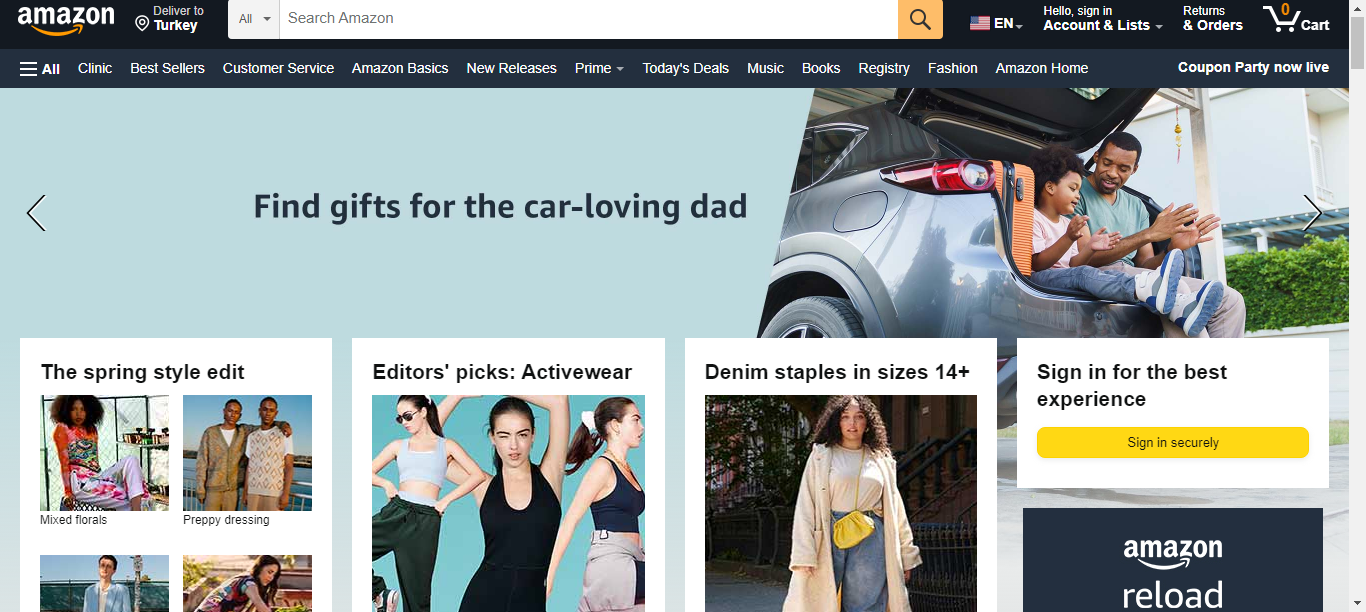 amazon
Deliver to
Turkey
All
Search Amazon
EN
Hello, sign in
Account & Lists
Returns
& Orders
0
Cart
All
Clinic
Best Sellers
Customer Service
Amazon Basics
New Releases
Prime
Today's Deals
Music
Books
Registry
Fashion
Amazon Home
Coupon Party now live
Find gifts for the car-loving dad
The spring style edit
Mixed florals
Preppy dressing
Editors' picks: Activewear
Denim staples in sizes 14+
Sign in for the best
experience
Sign in securely
amazon
reload